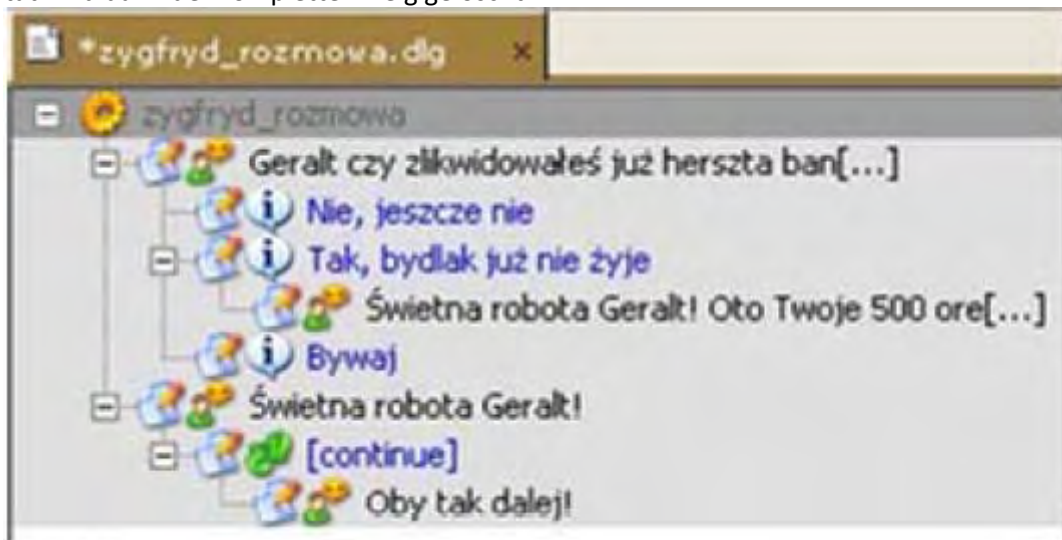 *zygfryd_rozmowa.dlg ×
zygfryd_rozmowa
Geralt czy zlikwidowałeś już herszta ban[...]
Nie, jeszcze nie
Tak, bydlak już nie żyje
Świetna robota Geralt! Oto Twoje 500 ore[...]
Bywaj
Świetna robota Geralt!
[continue]
Oby tak dalej!